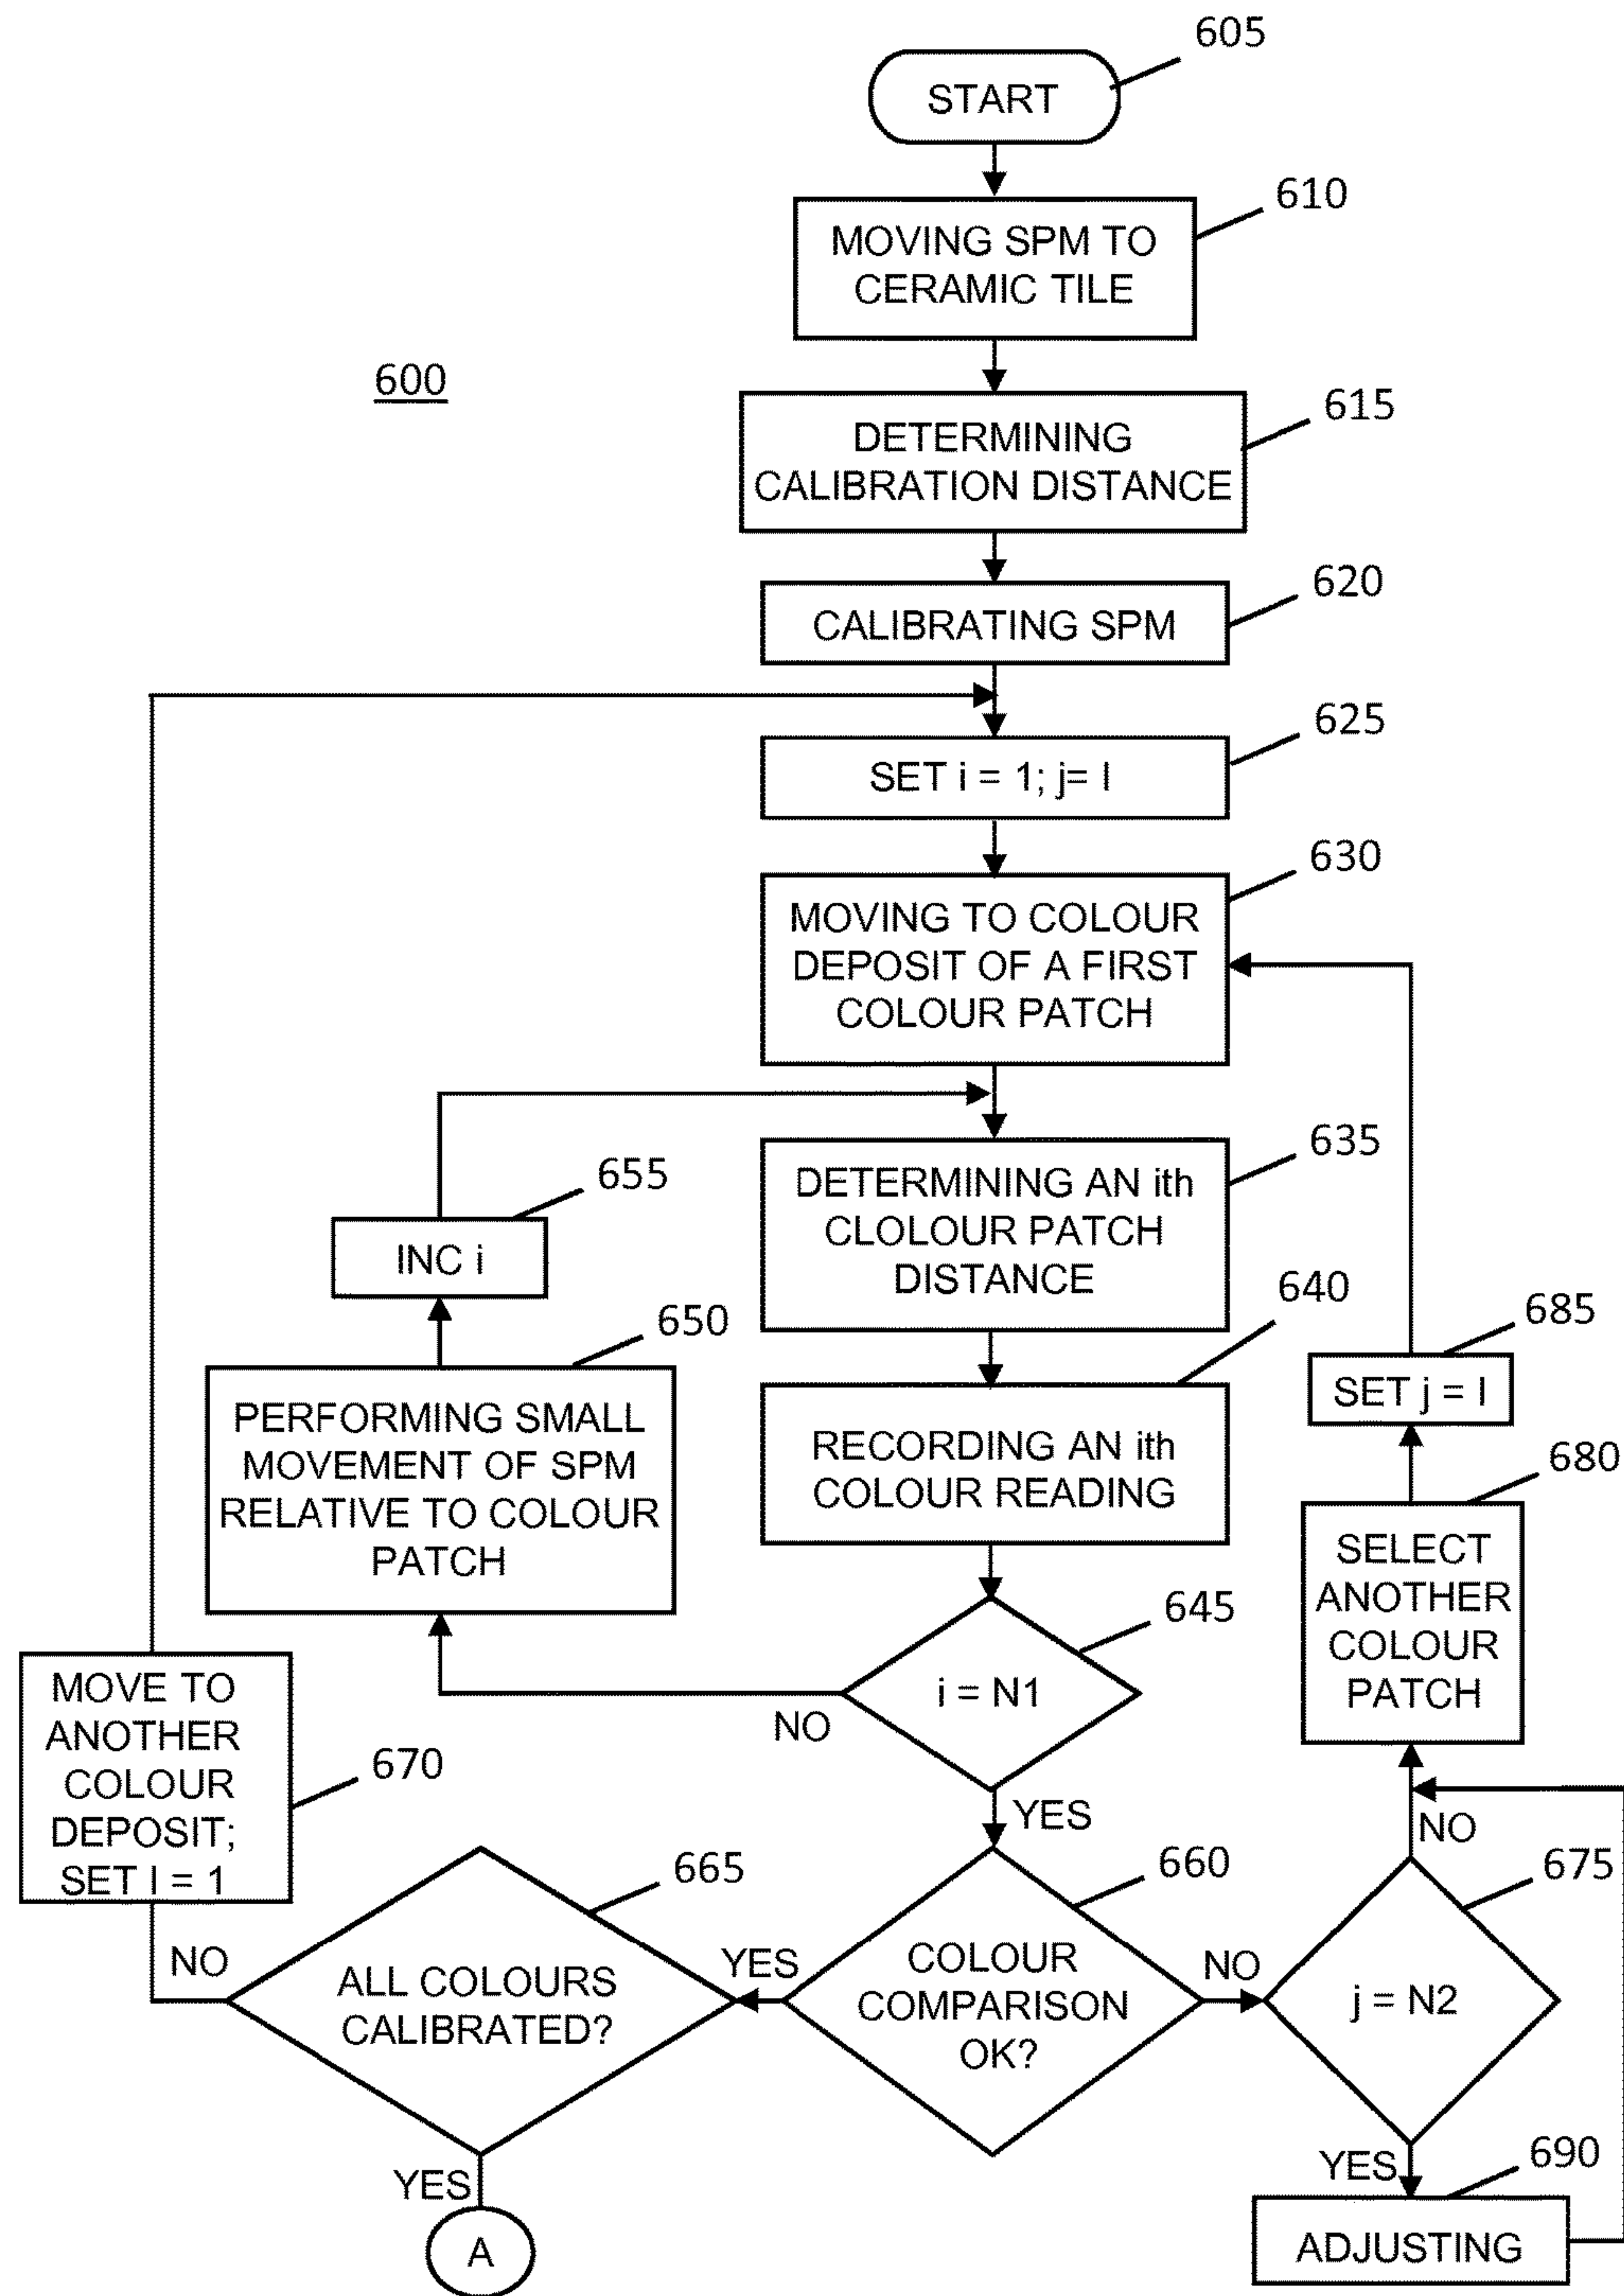 605
START
610
MOVING SPM TO
CERAMIC TILE
600
615
DETERMINING
CALIBRATION DISTANCE
620
CALIBRATING SPM
625
SET i = 1; j= I
630
MOVING TO COLOUR
DEPOSIT OF A FIRST
COLOUR PATCH
635
DETERMINING AN ith
CLOLOUR PATCH
DISTANCE
655
INC i
640
RECORDING AN ith
COLOUR READING
650
PERFORMING SMALL
MOVEMENT OF SPM
RELATIVE TO COLOUR
PATCH
685
SET j = I
680
SELECT
ANOTHER
COLOUR
PATCH
645
i = N1
NO
YES
MOVE TO
ANOTHER
COLOUR
DEPOSIT;
SET I = 1
670
665
ALL COLOURS
CALIBRATED?
NO
YES
660
COLOUR
COMPARISON
OK?
YES
NO
675
j = N2
NO
YES
690
ADJUSTING
A